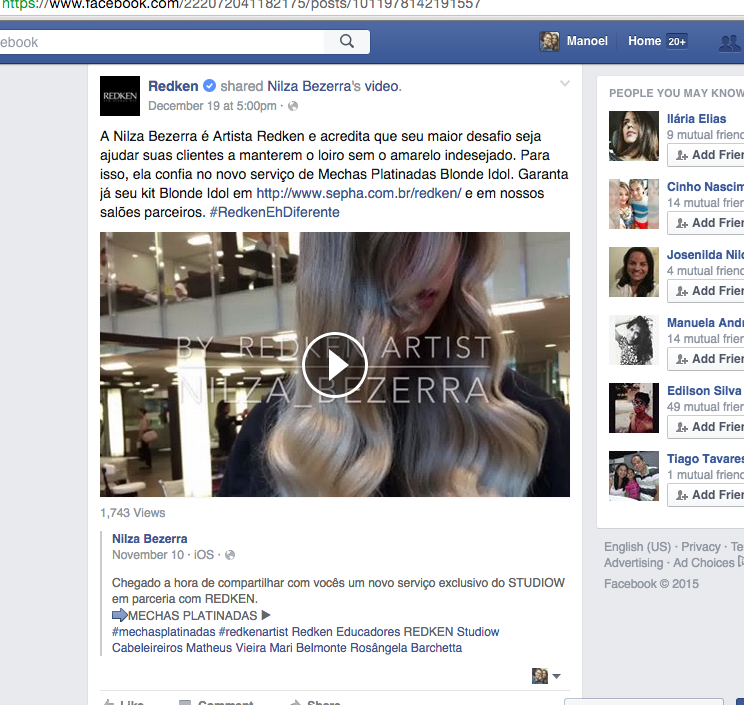 https://www.facebook.com/222072041182175/posts/1011978142191557
ebook
Manoel
Home 20+
REDKEN
Redken shared Nilza Bezerra's video.
December 19 at 5:00pm ·
A Nilza Bezerra é Artista Redken e acredita que seu maior desafio seja
ajudar suas clientes a manterem o loiro sem o amarelo indesejado. Para
isso, ela confia no novo serviço de Mechas Platinadas Blonde Idol. Garanta
já seu kit Blonde Idol em http://www.sepha.com.br/redken/ e em nossos
salões parceiros. #RedkenEhDiferente
BY REDKEN ARTIST
NILZA_BEZERRA
1,743 Views
Nilza Bezerra
November 10 · iOS ·
Chegado a hora de compartilhar com vocês um novo serviço exclusivo do STUDIOW
em parceria com REDKEN.
➡MECHAS PLATINADAS ▶
#mechasplatinadas #redkenartist Redken Educadores REDKEN Studiow
Cabeleireiros Matheus Vieira Mari Belmonte Rosângela Barchetta
Like Comment Share
PEOPLE YOU MAY KNOW
Ilária Elias
9 mutual frien
Add Frien
Cinho Nascim
14 mutual frie
Add Frien
Josenilda Nilo
4 mutual frien
Add Frien
Manuela Andr
14 mutual frie
Add Frien
Edilson Silva
49 mutual frie
Add Frien
Tiago Tavares
1 mutual frien
Add Frien
English (US) · Privacy · Te
Advertising · Ad Choices
Facebook © 2015